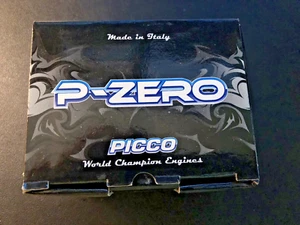 Made in Italy
P-ZERO
PICCO
World Champion Engines